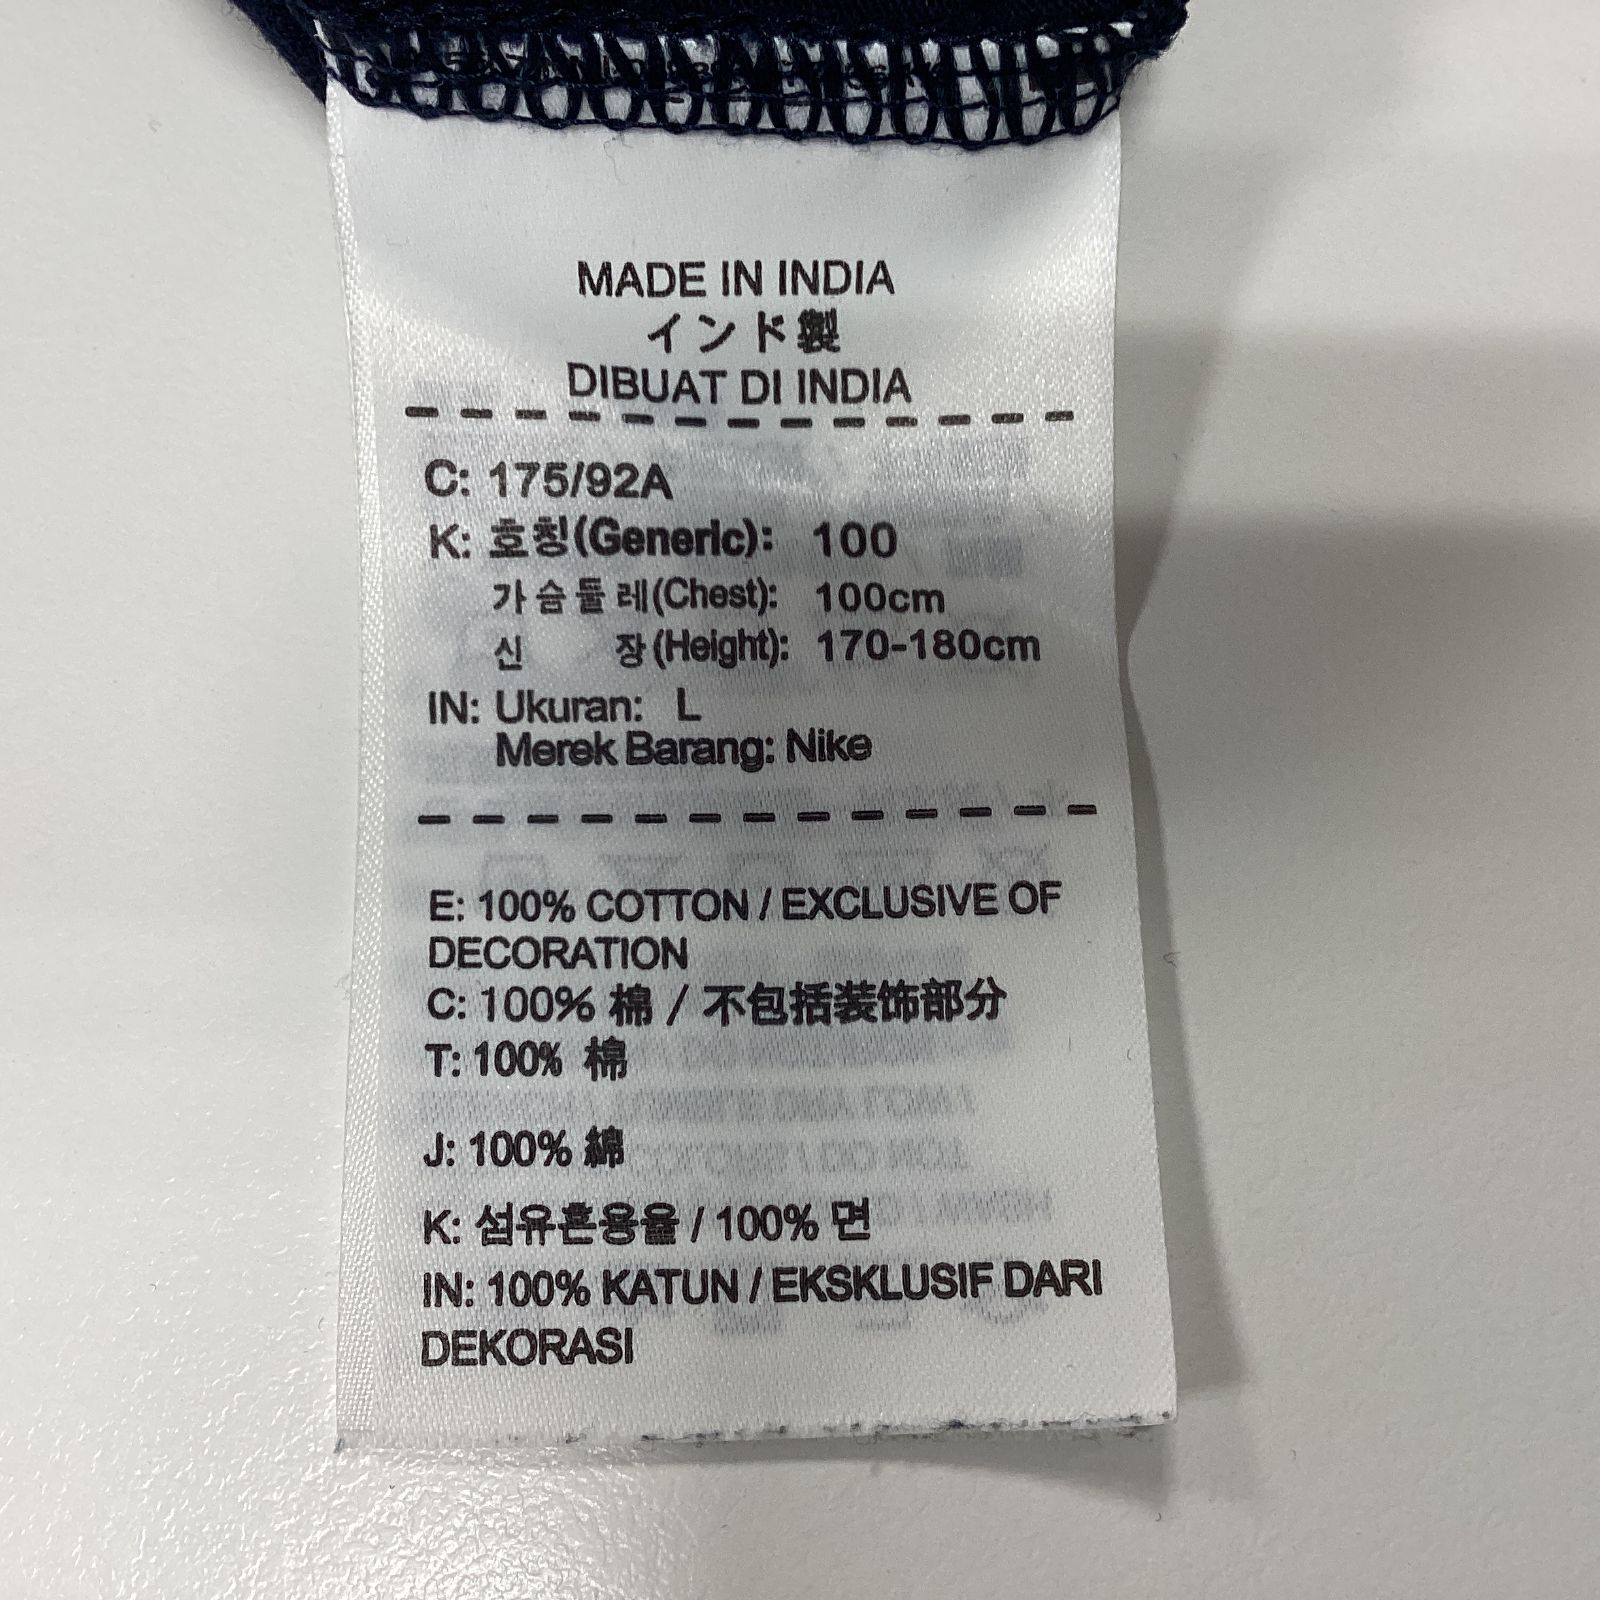 MADE IN INDIA
インド製
DIBUAT DI INDIA
C: 175/92A
K: 호칭(Generic): 100
가슴둘레(Chest): 100cm
신 장(Height): 170-180cm
IN: Ukuran: L
Merek Barang: Nike
E: 100% COTTON / EXCLUSIVE OF
DECORATION
C: 100% 棉 / 不包括装饰部分
T: 100% 棉
J: 100% 綿
K: 섬유혼용율 / 100% 면
IN: 100% KATUN / EKSKLUSIF DARI
DEKORASI